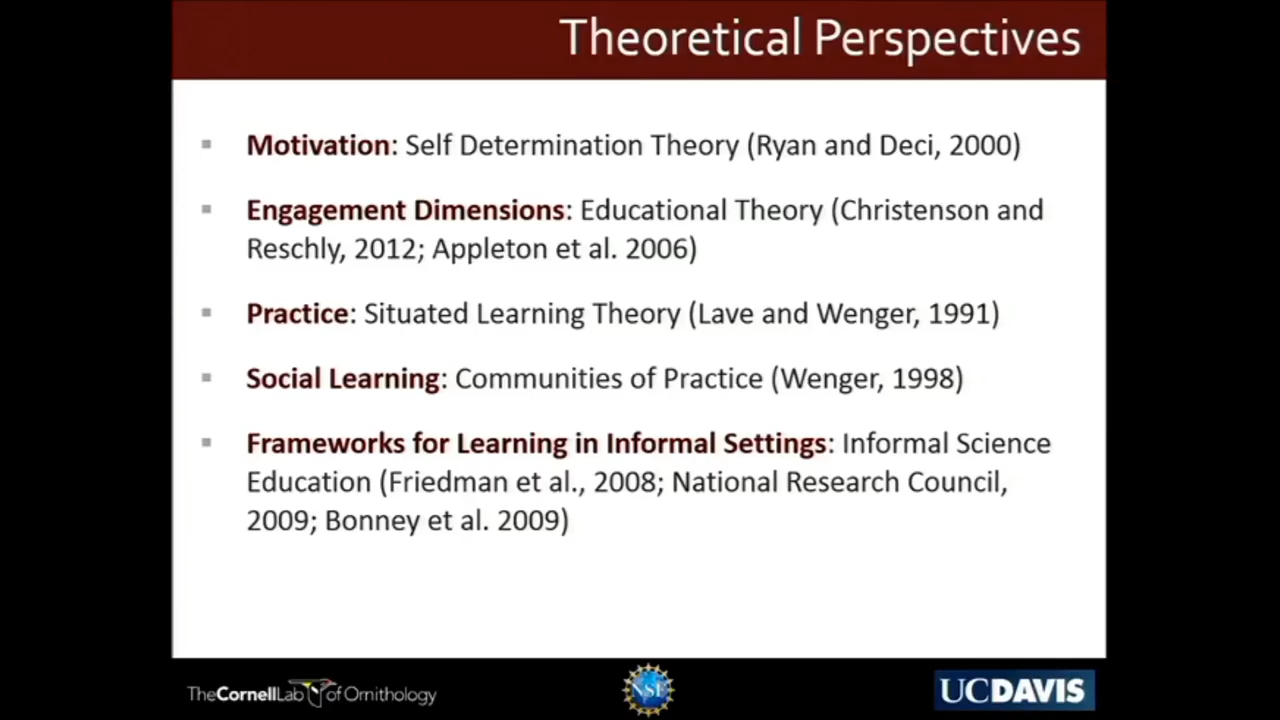 Theoretical Perspectives
Motivation: Self Determination Theory (Ryan and Deci, 2000)
Engagement Dimensions: Educational Theory (Christenson and
Reschly, 2012; Appleton et al. 2006)
Practice: Situated Learning Theory (Lave and Wenger, 1991)
Social Learning: Communities of Practice (Wenger, 1998)
Frameworks for Learning in Informal Settings: Informal Science
Education (Friedman et al., 2008; National Research Council,
2009; Bonney et al. 2009)
TheCornellLab of Ornithology
NSF
UCDAVIS